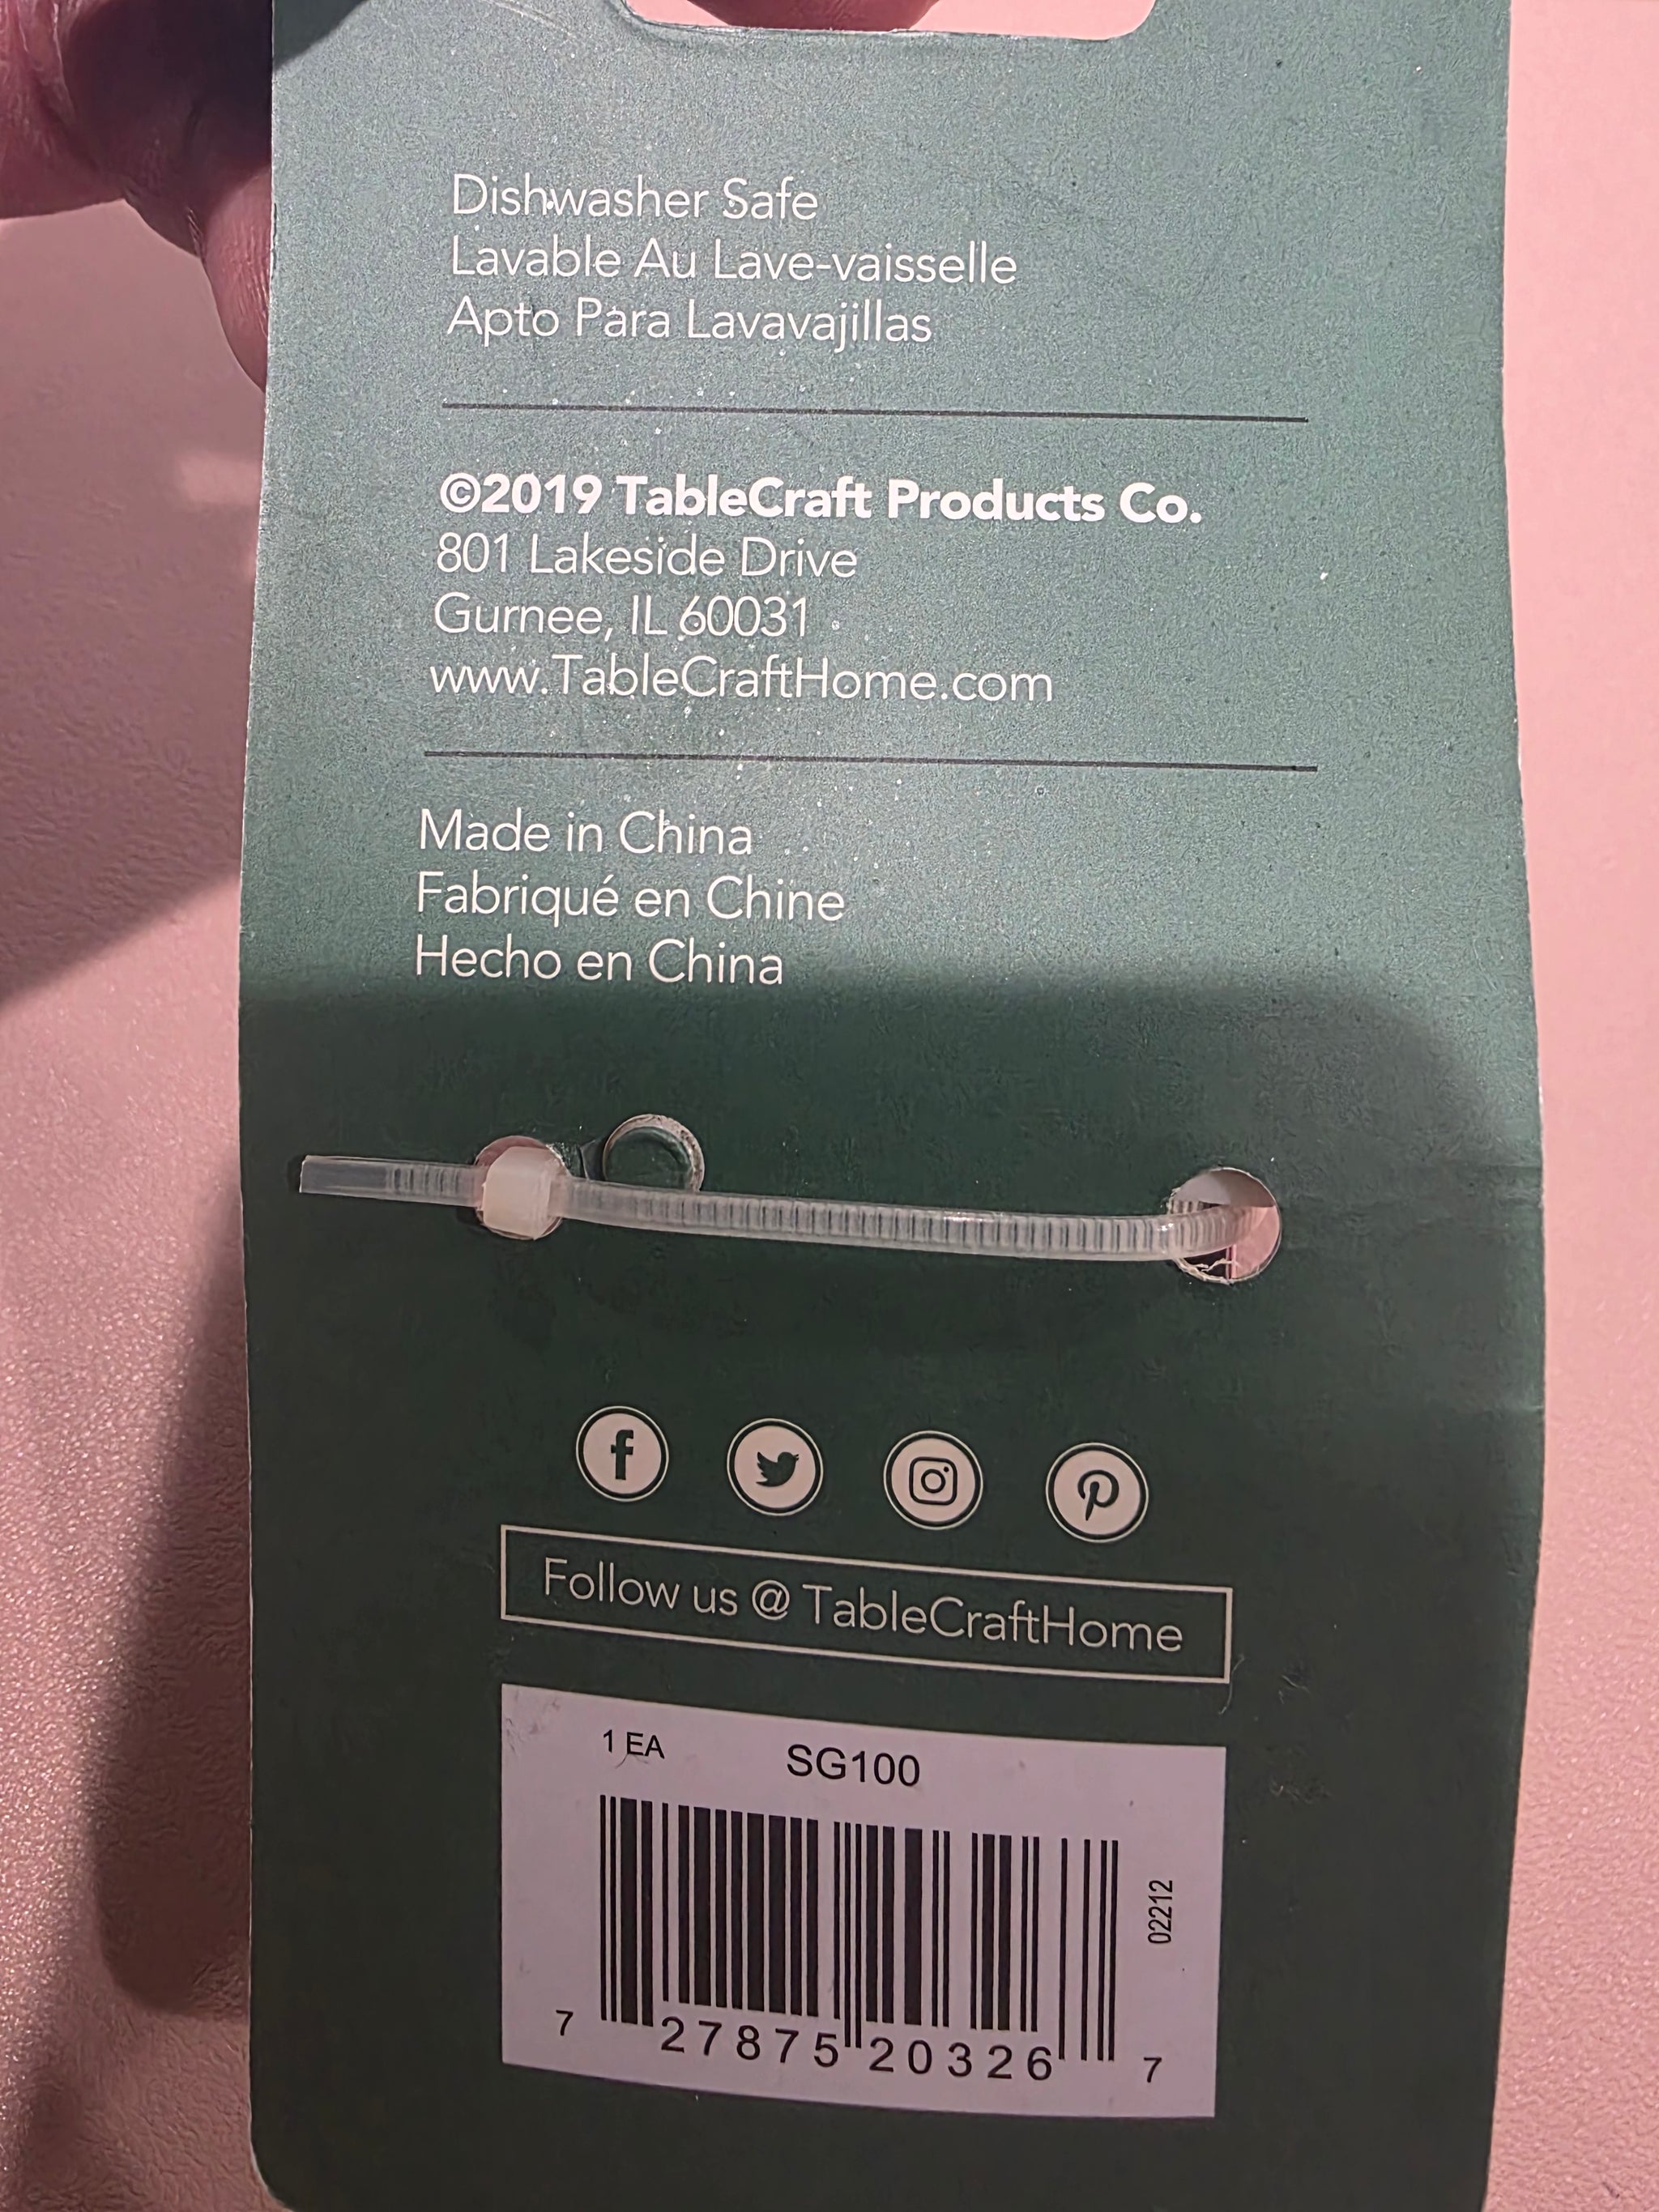 Dishwasher Safe
Lavable Au Lave-vaisselle
Apto Para Lavavajillas
©2019 TableCraft Products Co.
801 Lakeside Drive
Gurnee, IL 60031
www.TableCraftHome.com
Made in China
Fabriqué en Chine
Hecho en China
Follow us @ TableCraftHome
1 EA SG100
02212
7 27875 20326 7